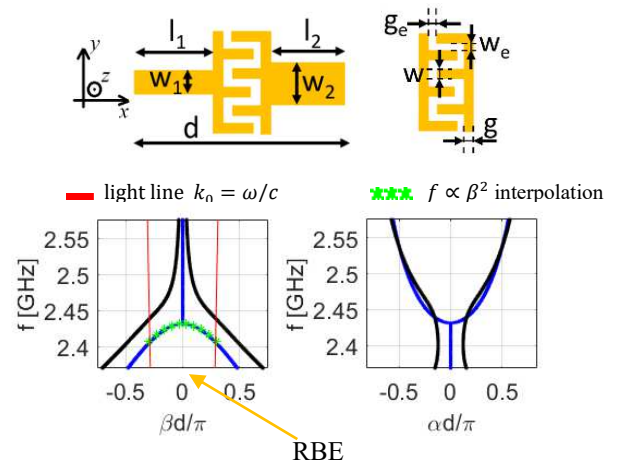 l₁ l₂ gₑ
y z x w₁ w₂ w wₑ
d g
light line k₀ = ω/c f ∝ β² interpolation
f [GHz] 2.55 2.5 2.45 2.4
-0.5 0 0.5
βd/π
f [GHz] 2.55 2.5 2.45 2.4
-0.5 0 0.5
αd/π
RBE